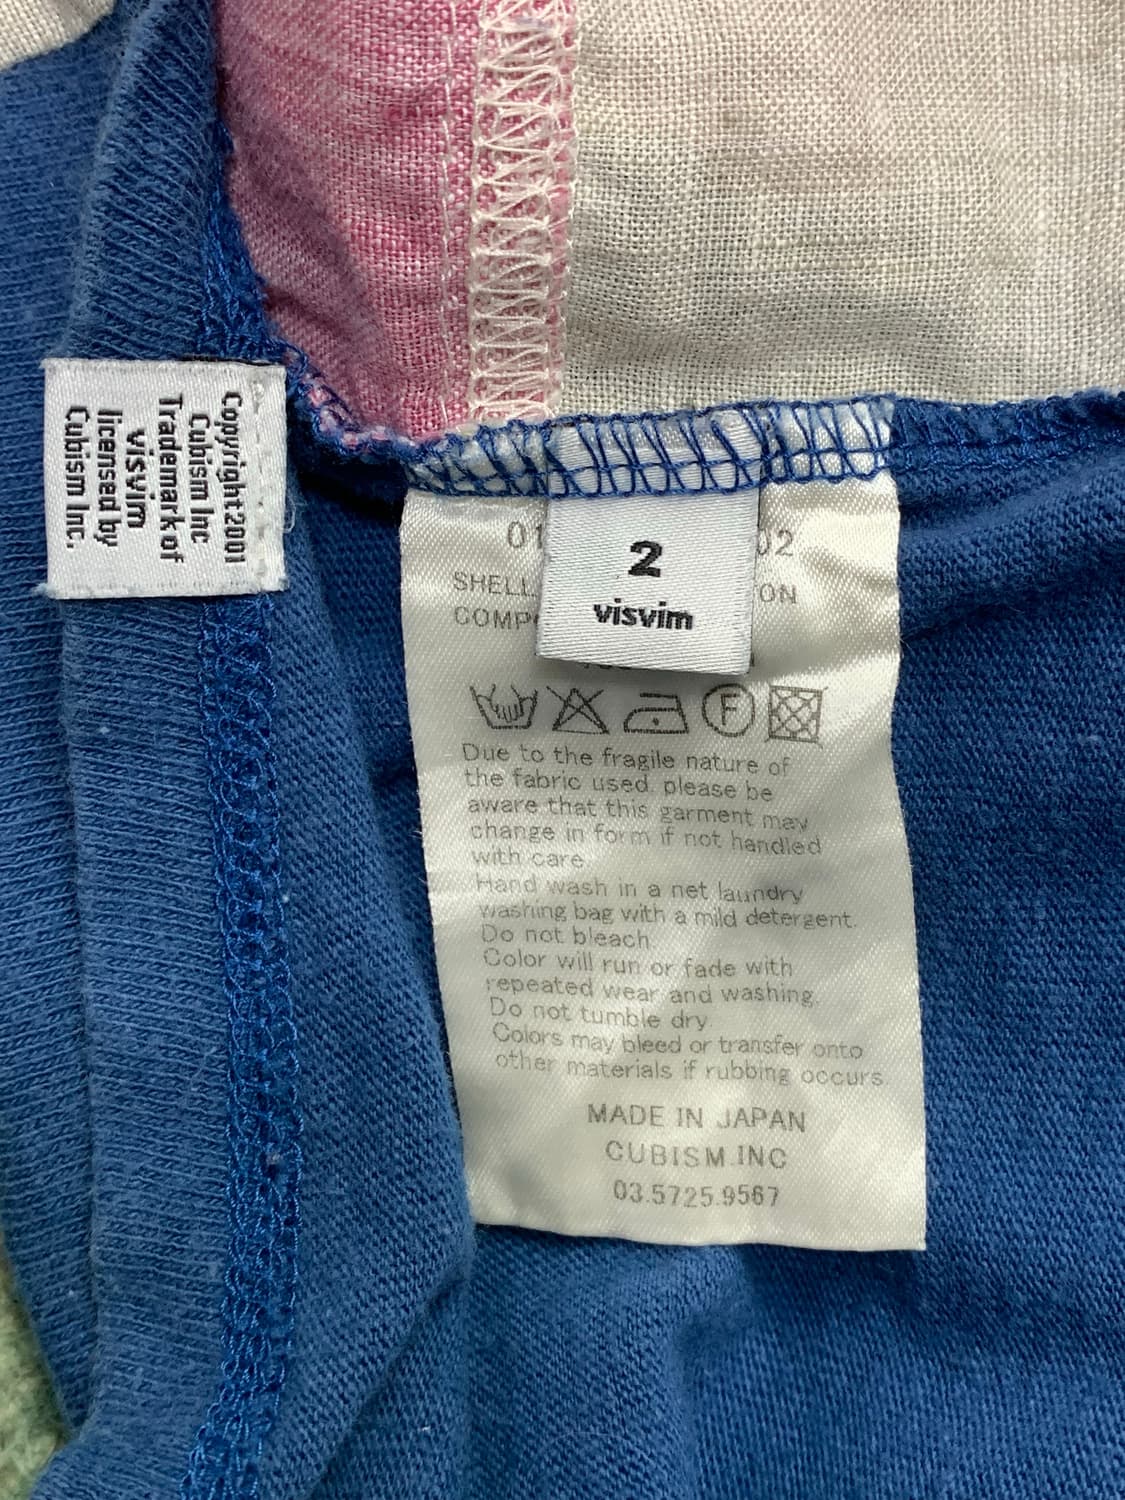 Copyright 2001
Cubism Inc
Trademark of
visvim
licensed by
Cubism Inc.
2
visvim
SHELL
Due to the fragile nature of
the fabric used, please be
aware that this garment may
change in form if not handled
with care.
Hand wash in a net laundry
washing bag with a mild detergent.
Do not bleach.
Color will run or fade with
repeated wear and washing.
Do not tumble dry.
Colors may bleed or transfer onto
other materials if rubbing occurs.
MADE IN JAPAN
CUBISM.INC
03.5725.9567